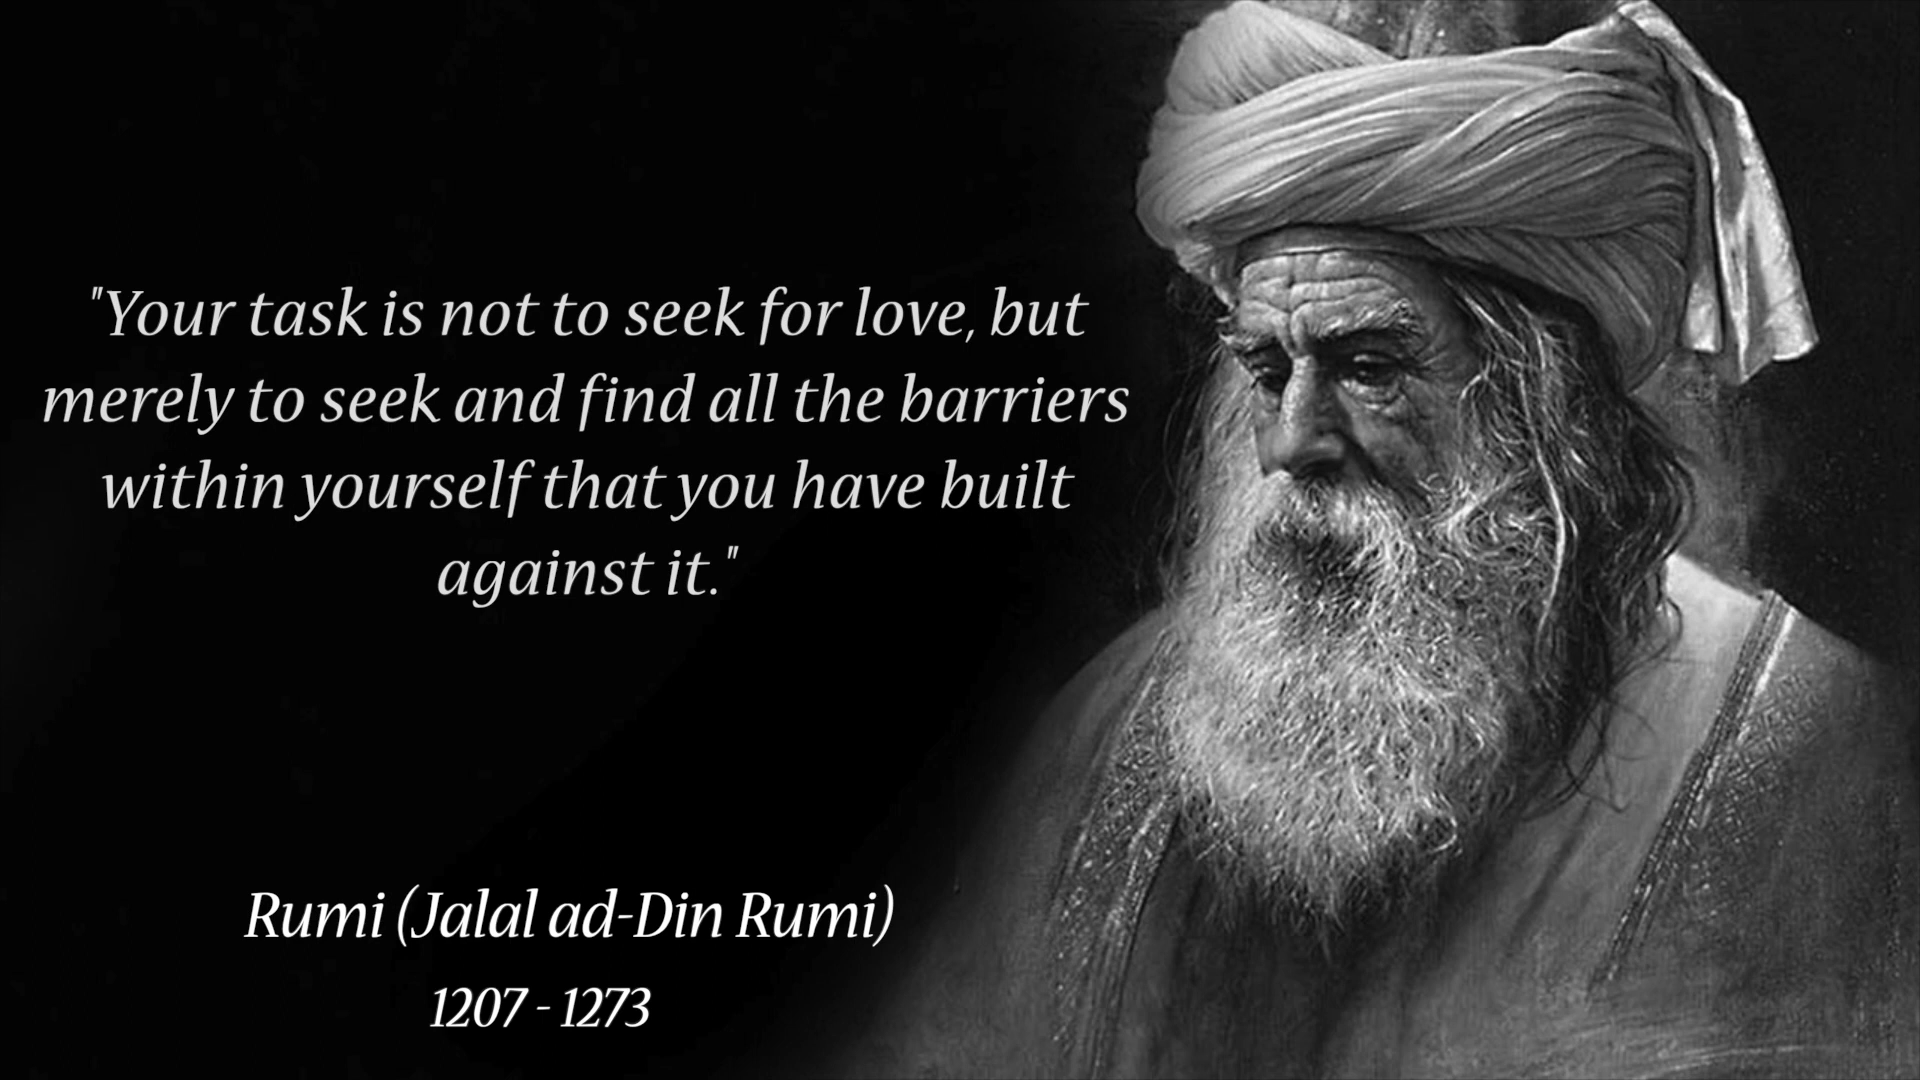 "Your task is not to seek for love, but
merely to seek and find all the barriers
within yourself that you have built
against it."
Rumi (Jalal ad-Din Rumi)
1207 - 1273